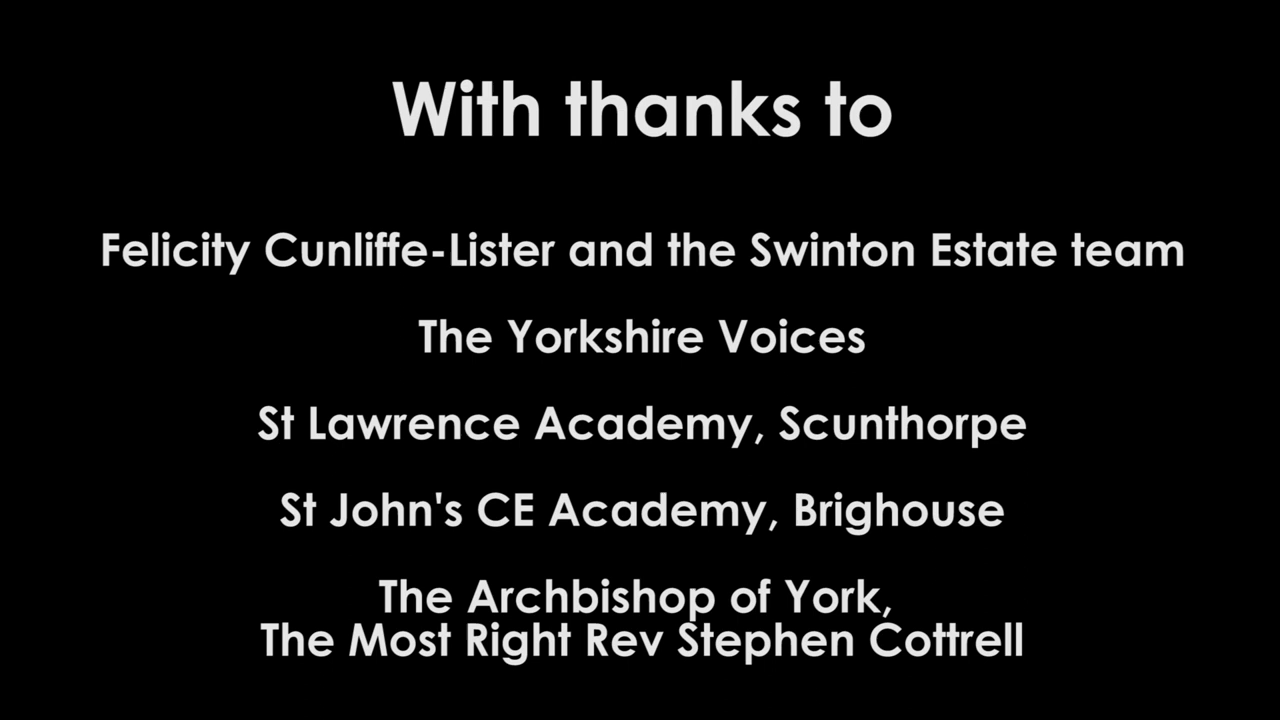 With thanks to
Felicity Cunliffe-Lister and the Swinton Estate team
The Yorkshire Voices
St Lawrence Academy, Scunthorpe
St John's CE Academy, Brighouse
The Archbishop of York,
The Most Right Rev Stephen Cottrell